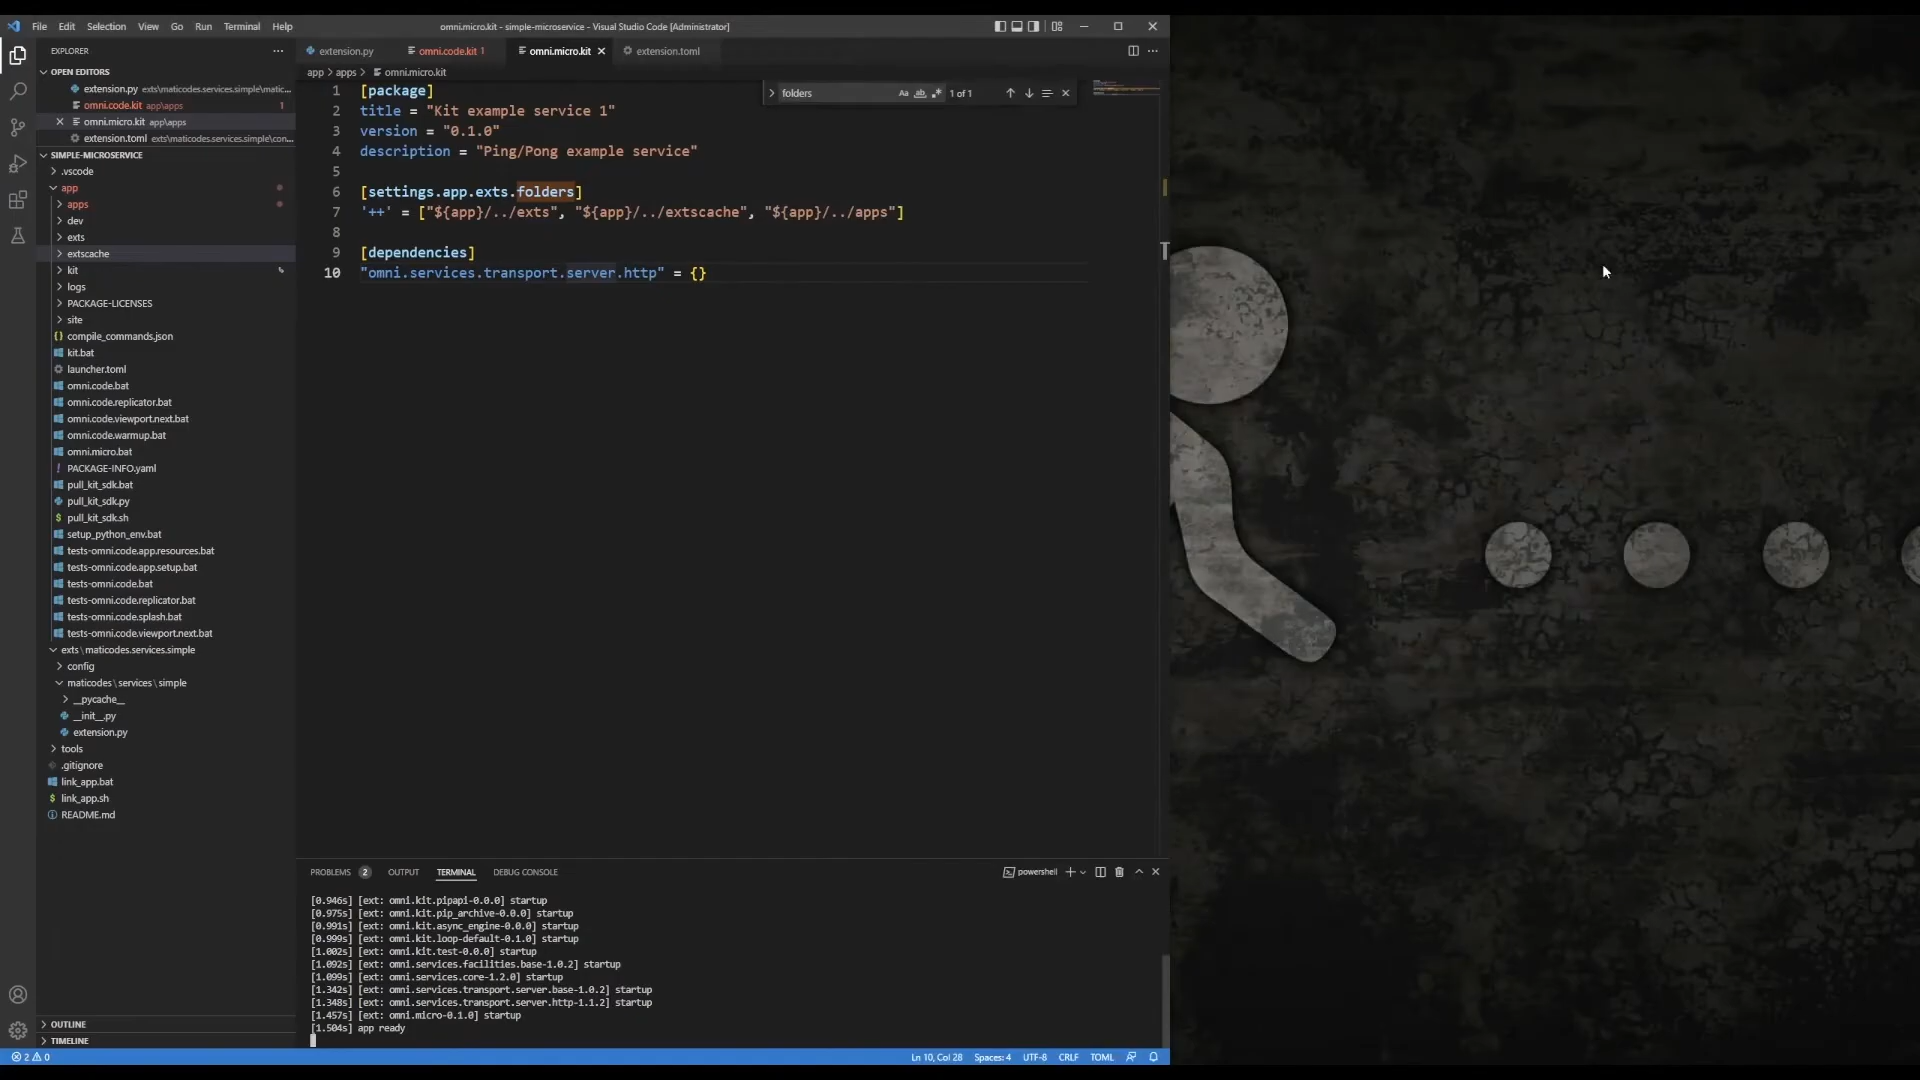 File Edit Selection View Go Run Terminal Help
omni.micro.kit - simple-microservice - Visual Studio Code [Administrator]
EXPLORER
OPEN EDITORS
extension.py exts\maticodes.services.simple\matic...
omni.code.kit app\apps 1
omni.micro.kit app\apps
extension.toml exts\maticodes.services.simple\con...
SIMPLE-MICROSERVICE
.vscode
app
apps
dev
exts
extscache
kit
logs
PACKAGE-LICENSES
site
compile_commands.json
kit.bat
launcher.toml
omni.code.bat
omni.code.replicator.bat
omni.code.viewport.next.bat
omni.code.warmup.bat
omni.micro.bat
PACKAGE-INFO.yaml
pull_kit_sdk.bat
pull_kit_sdk.py
pull_kit_sdk.sh
setup_python_env.bat
tests-omni.code.app.resources.bat
tests-omni.code.app.setup.bat
tests-omni.code.bat
tests-omni.code.replicator.bat
tests-omni.code.splash.bat
tests-omni.code.viewport.next.bat
exts\maticodes.services.simple
config
maticodes\services\simple
__pycache__
__init__.py
extension.py
tools
.gitignore
link_app.bat
link_app.sh
README.md
OUTLINE
TIMELINE
extension.py omni.code.kit 1 omni.micro.kit extension.toml
app > apps > omni.micro.kit
folders Aa ab 1 of 1
1 [package]
2 title = "Kit example service 1"
3 version = "0.1.0"
4 description = "Ping/Pong example service"
5
6 [settings.app.exts.folders]
7 '++' = ["${app}/../exts", "${app}/../extscache", "${app}/../apps"]
8
9 [dependencies]
10 "omni.services.transport.server.http" = {}
PROBLEMS 2 OUTPUT TERMINAL DEBUG CONSOLE
powershell
[0.946s] [ext: omni.kit.pipapi-0.0.0] startup
[0.975s] [ext: omni.kit.pip_archive-0.0.0] startup
[0.991s] [ext: omni.kit.async_engine-0.0.0] startup
[0.999s] [ext: omni.kit.loop-default-0.1.0] startup
[1.002s] [ext: omni.kit.test-0.0.0] startup
[1.092s] [ext: omni.services.facilities.base-1.0.2] startup
[1.099s] [ext: omni.services.core-1.2.0] startup
[1.342s] [ext: omni.services.transport.server.base-1.0.2] startup
[1.348s] [ext: omni.services.transport.server.http-1.1.2] startup
[1.457s] [ext: omni.micro-0.1.0] startup
[1.504s] app ready
2 0
Ln 10, Col 28 Spaces: 4 UTF-8 CRLF TOML